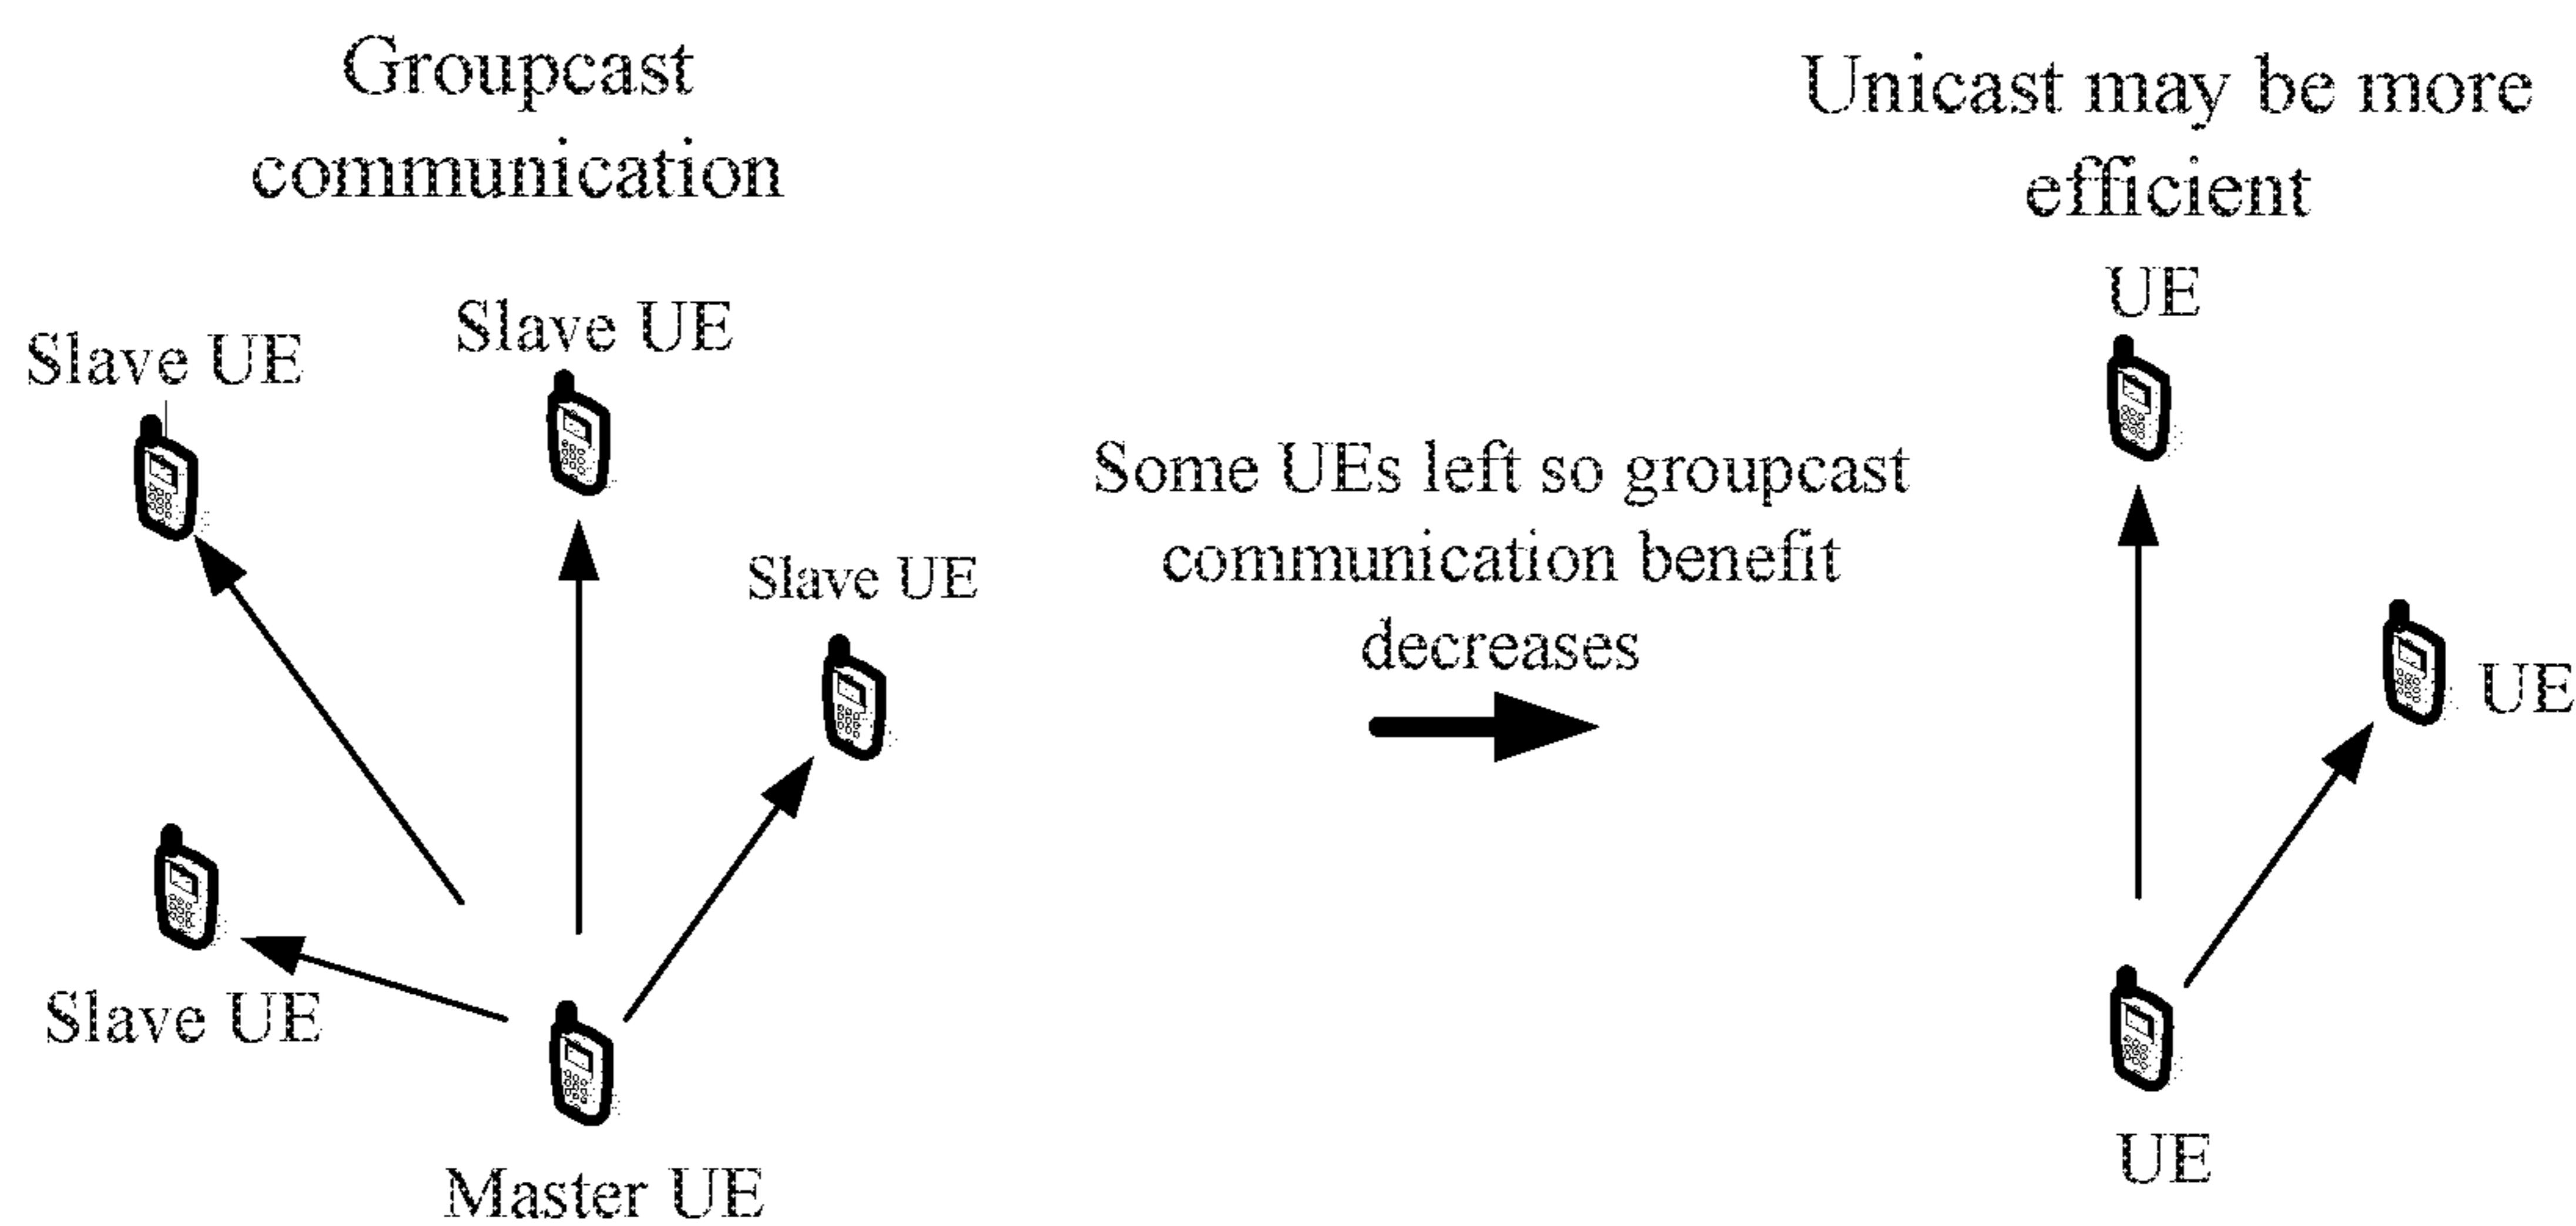 Groupcast
communication
Slave UE
Slave UE
Slave UE
Slave UE
Master UE
Some UEs left so groupcast
communication benefit
decreases
Unicast may be more
efficient
UE
UE
UE